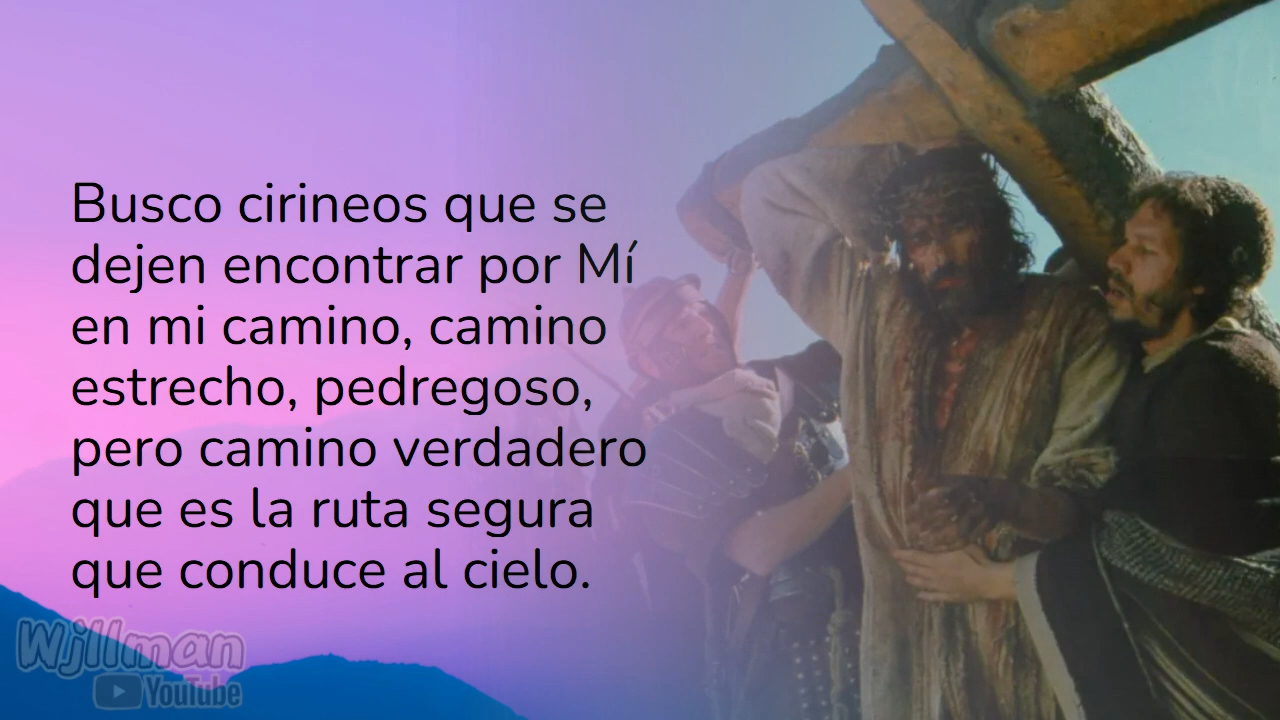 Busco cirineos que se
dejen encontrar por Mí
en mi camino, camino
estrecho, pedregoso,
pero camino verdadero
que es la ruta segura
que conduce al cielo.
Wjllman
YouTube